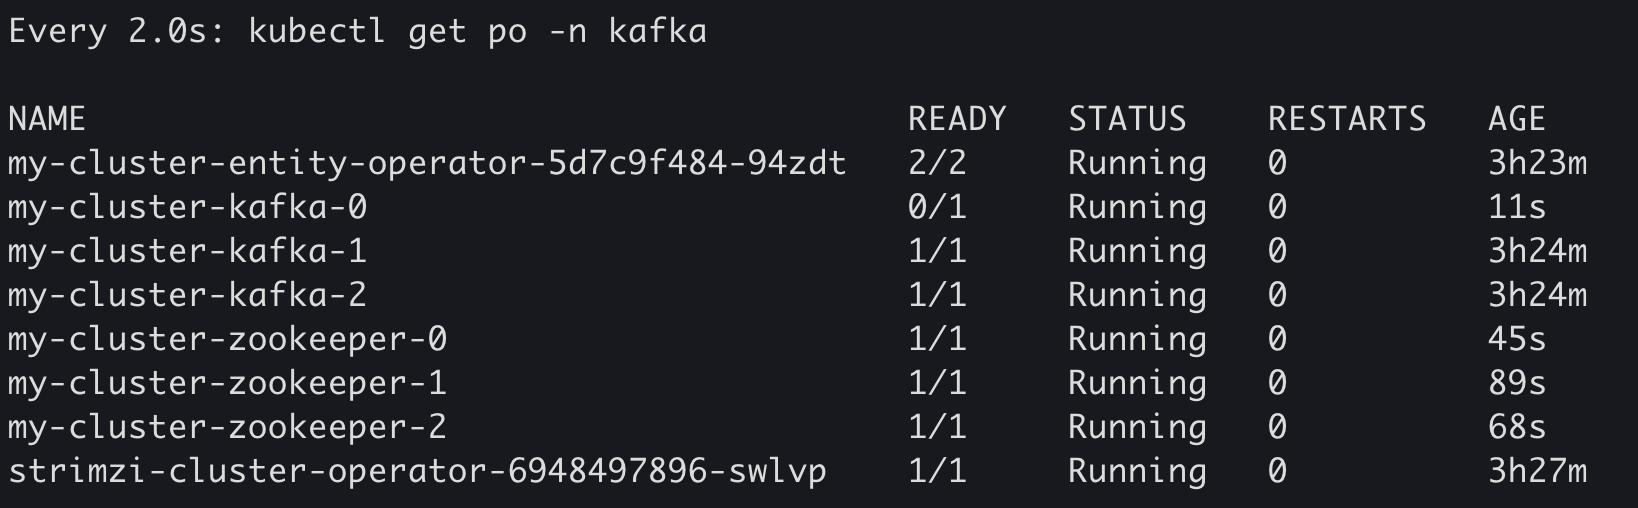 Every 2.0s: kubectl get po -n kafka
NAME READY STATUS RESTARTS AGE
my-cluster-entity-operator-5d7c9f484-94zdt 2/2 Running 0 3h23m
my-cluster-kafka-0 0/1 Running 0 11s
my-cluster-kafka-1 1/1 Running 0 3h24m
my-cluster-kafka-2 1/1 Running 0 3h24m
my-cluster-zookeeper-0 1/1 Running 0 45s
my-cluster-zookeeper-1 1/1 Running 0 89s
my-cluster-zookeeper-2 1/1 Running 0 68s
strimzi-cluster-operator-6948497896-swlvp 1/1 Running 0 3h27m